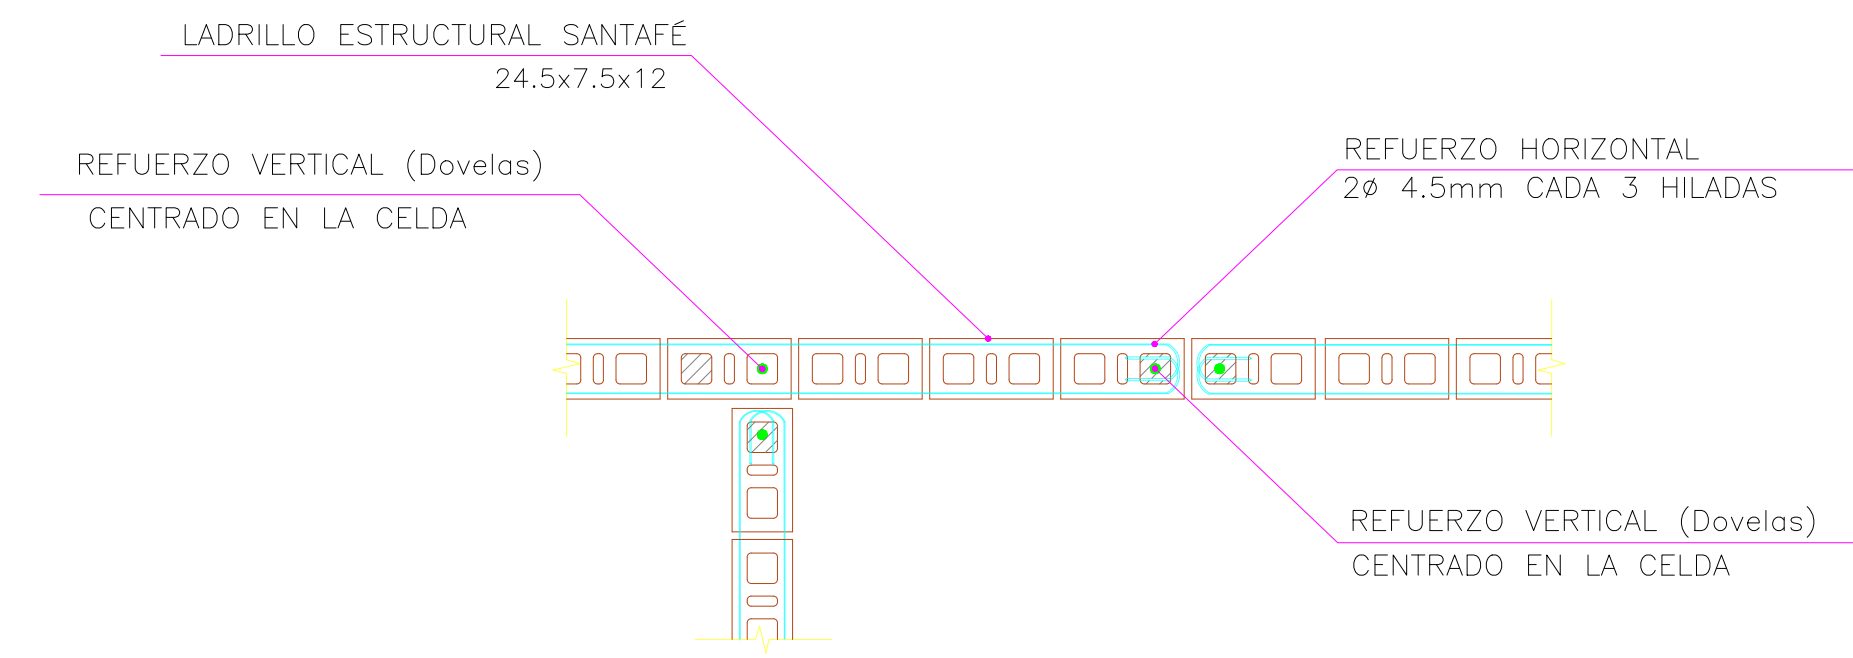 LADRILLO ESTRUCTURAL SANTAFÉ
24.5x7.5x12
REFUERZO VERTICAL (Dovelas)
CENTRADO EN LA CELDA
REFUERZO HORIZONTAL
2ø 4.5mm CADA 3 HILADAS
REFUERZO VERTICAL (Dovelas)
CENTRADO EN LA CELDA